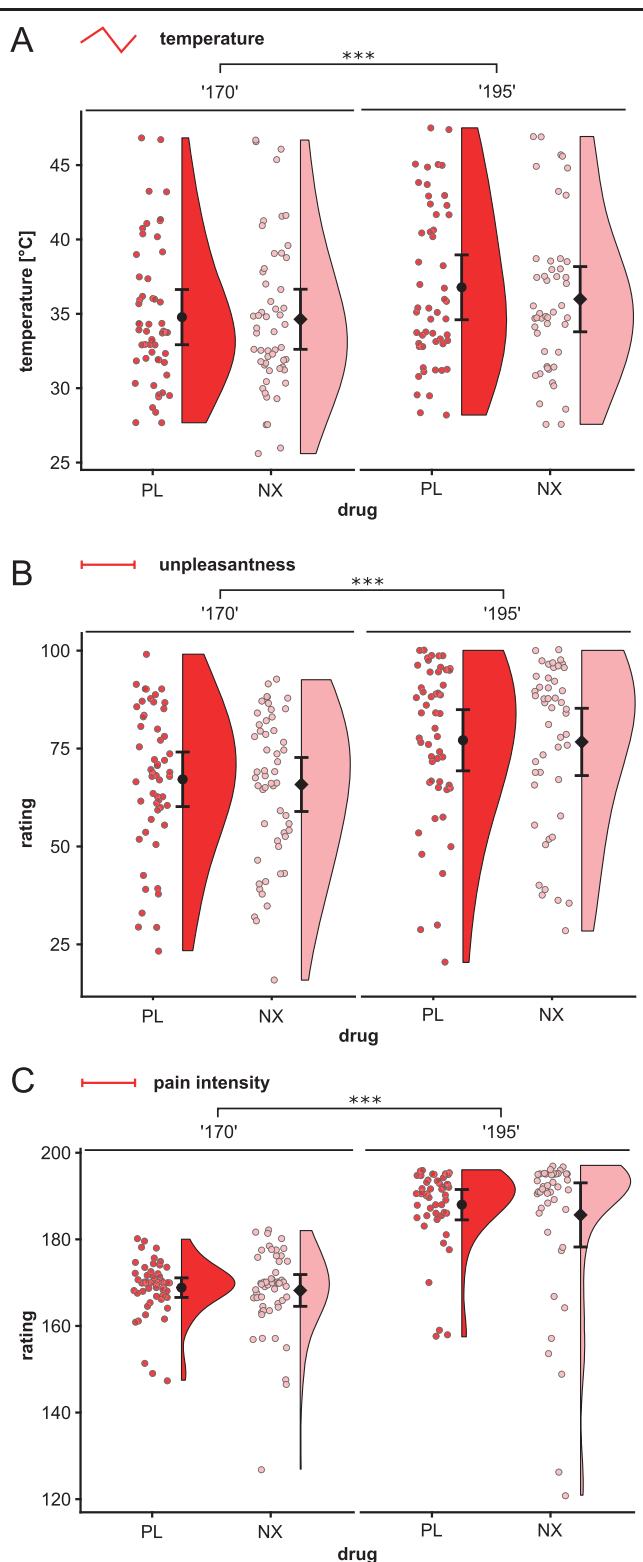 A
temperature
***
'170' '195'
temperature [°C]
45
40
35
30
25
PL NX PL NX
drug
B
unpleasantness
***
'170' '195'
rating
100
75
50
25
PL NX PL NX
drug
C
pain intensity
***
'170' '195'
rating
200
180
160
140
120
PL NX PL NX
drug